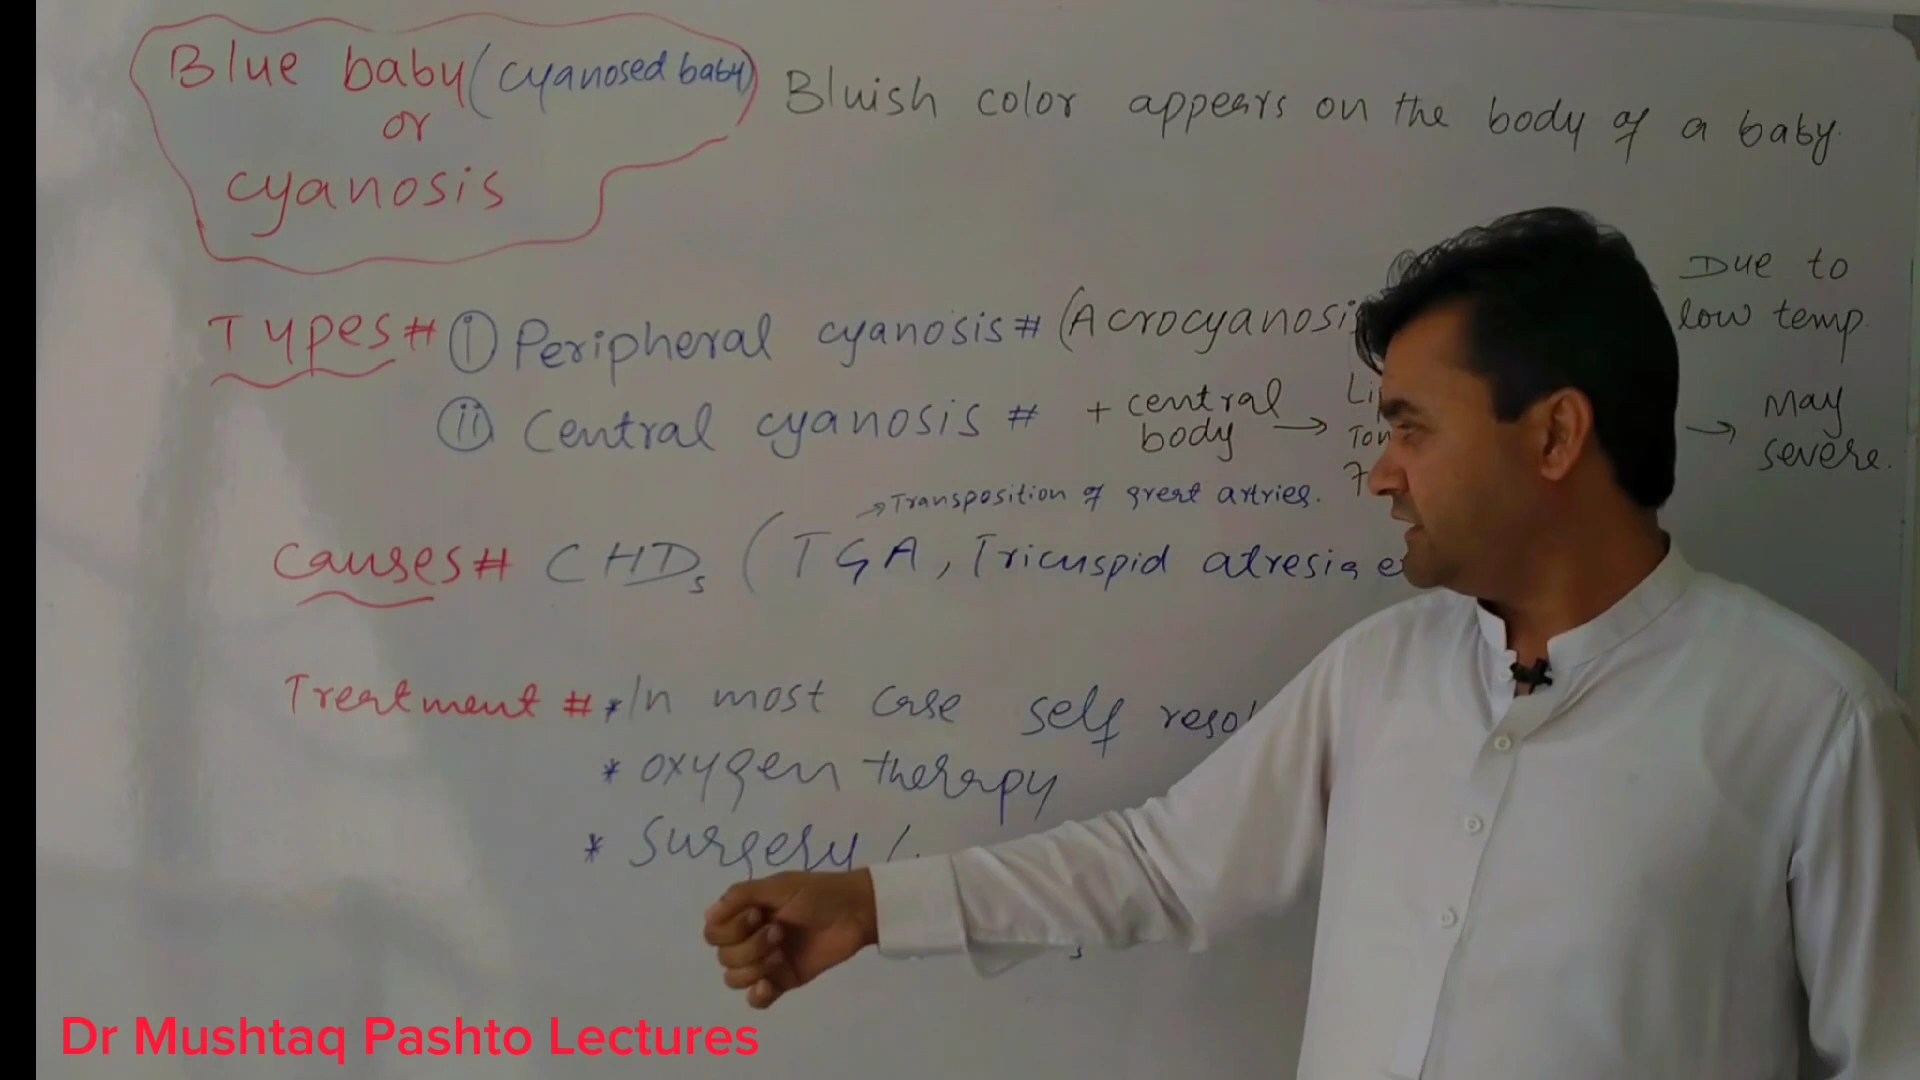 Blue baby (cyanosed baby)
or
cyanosis
Bluish color appears on the body of a baby.
Types # (i) Peripheral cyanosis # (Acrocyanosi
Due to
low temp.
(ii) Central cyanosis # + central
body →
→ May
severe.
→ Transposition of great artries.
Causes # CHDs (TGA, Tricuspid atresia
Treatment # * In most case self
* oxygen therapy
* Surgery
Dr Mushtaq Pashto Lectures